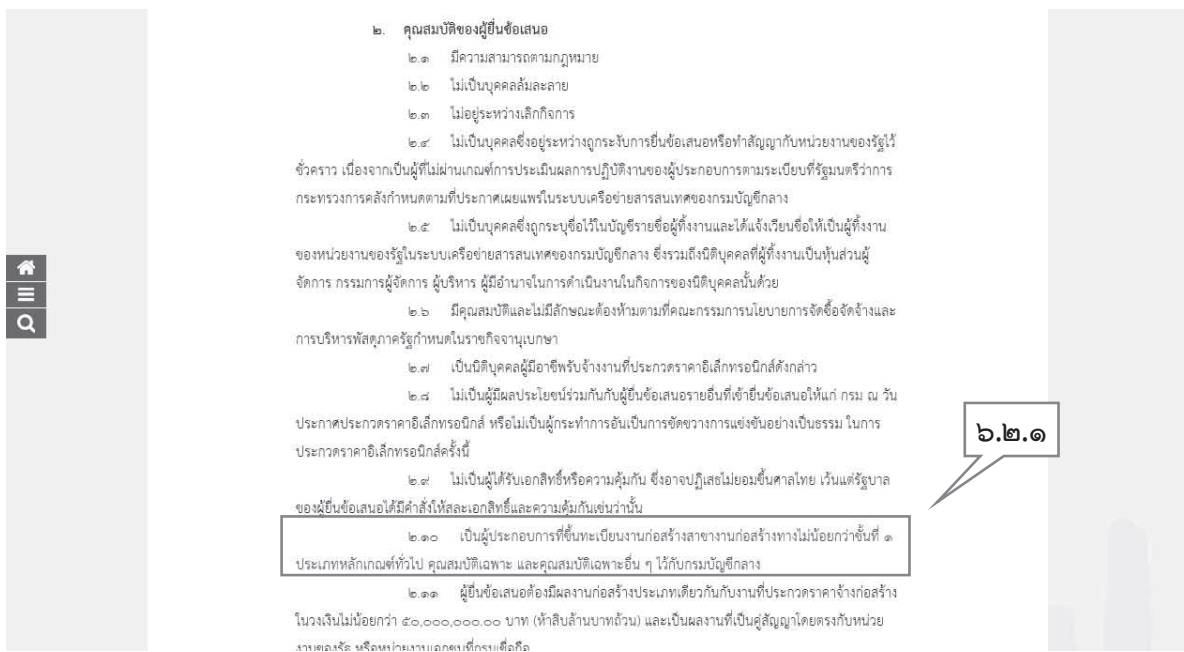 ๒. คุณสมบัติของผู้ยื่นข้อเสนอ
๒.๑ มีความสามารถตามกฎหมาย
๒.๒ ไม่เป็นบุคคลล้มละลาย
๒.๓ ไม่อยู่ระหว่างเลิกกิจการ
๒.๔ ไม่เป็นบุคคลซึ่งอยู่ระหว่างถูกระงับการยื่นข้อเสนอหรือทำสัญญากับหน่วยงานของรัฐไว้
ชั่วคราว เนื่องจากเป็นผู้ที่ไม่ผ่านเกณฑ์การประเมินผลการปฏิบัติงานของผู้ประกอบการตามระเบียบที่รัฐมนตรีว่าการ
กระทรวงการคลังกำหนดตามที่ประกาศเผยแพร่ในระบบเครือข่ายสารสนเทศของกรมบัญชีกลาง
๒.๕ ไม่เป็นบุคคลซึ่งถูกระบุชื่อไว้ในบัญชีรายชื่อผู้ทิ้งงานและได้แจ้งเวียนชื่อให้เป็นผู้ทิ้งงาน
ของหน่วยงานของรัฐในระบบเครือข่ายสารสนเทศของกรมบัญชีกลาง ซึ่งรวมถึงนิติบุคคลที่ผู้ทิ้งงานเป็นหุ้นส่วนผู้
จัดการ กรรมการผู้จัดการ ผู้บริหาร ผู้มีอำนาจในการดำเนินงานในกิจการของนิติบุคคลนั้นด้วย
๒.๖ มีคุณสมบัติและไม่มีลักษณะต้องห้ามตามที่คณะกรรมการนโยบายการจัดซื้อจัดจ้างและ
การบริหารพัสดุภาครัฐกำหนดในราชกิจจานุเบกษา
๒.๗ เป็นนิติบุคคลผู้มีอาชีพรับจ้างงานที่ประกวดราคาอิเล็กทรอนิกส์ดังกล่าว
๒.๘ ไม่เป็นผู้มีผลประโยชน์ร่วมกันกับผู้ยื่นข้อเสนอรายอื่นที่เข้ายื่นข้อเสนอให้แก่ กรม ณ วัน
ประกาศประกวดราคาอิเล็กทรอนิกส์ หรือไม่เป็นผู้กระทำการอันเป็นการขัดขวางการแข่งขันอย่างเป็นธรรม ในการ
ประกวดราคาอิเล็กทรอนิกส์ครั้งนี้
๖.๒.๑
๒.๙ ไม่เป็นผู้ได้รับเอกสิทธิ์หรือความคุ้มกัน ซึ่งอาจปฏิเสธไม่ยอมขึ้นศาลไทย เว้นแต่รัฐบาล
ของผู้ยื่นข้อเสนอได้มีคำสั่งให้สละเอกสิทธิ์และความคุ้มกันเช่นว่านั้น
๒.๑๐ เป็นผู้ประกอบการที่ขึ้นทะเบียนงานก่อสร้างสาขางานก่อสร้างทางไม่น้อยกว่าชั้นที่ ๑
ประเภทหลักเกณฑ์ทั่วไป คุณสมบัติเฉพาะ และคุณสมบัติเฉพาะอื่น ๆ ไว้กับกรมบัญชีกลาง
๒.๑๑ ผู้ยื่นข้อเสนอต้องมีผลงานก่อสร้างประเภทเดียวกันกับงานที่ประกวดราคาจ้างก่อสร้าง
ในวงเงินไม่น้อยกว่า ๕๐,๐๐๐,๐๐๐.๐๐ บาท (ห้าสิบล้านบาทถ้วน) และเป็นผลงานที่เป็นคู่สัญญาโดยตรงกับหน่วย
งานของรัฐ หรือหน่วยงานเอกชนที่กรมเชื่อถือ